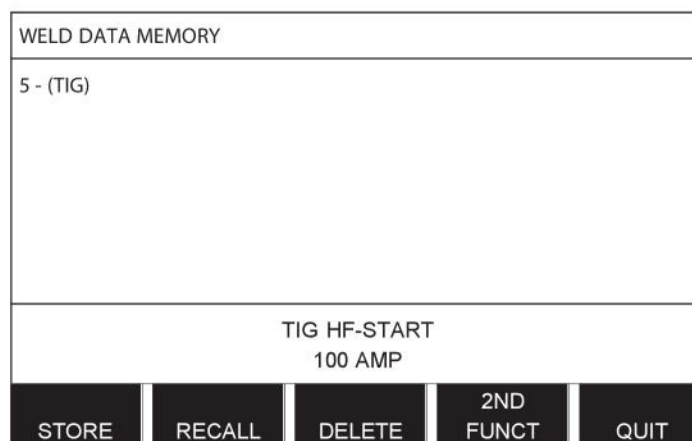 WELD DATA MEMORY
5 - (TIG)
TIG HF-START
100 AMP
STORE RECALL DELETE 2ND FUNCT QUIT